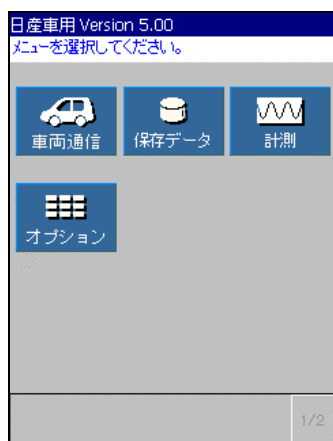 日産車用 Version 5.00
メニューを選択してください。
車両通信
保存データ
計測
オプション
1/2